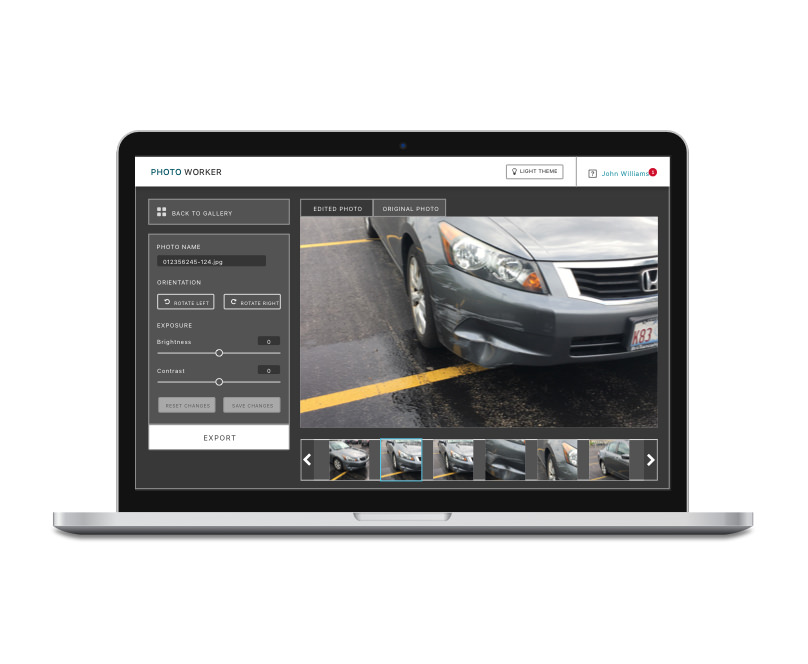 PHOTO WORKER
LIGHT THEME
? John Williams
BACK TO GALLERY
EDITED PHOTO
ORIGINAL PHOTO
PHOTO NAME
012356245-124.jpg
ORIENTATION
ROTATE LEFT
ROTATE RIGHT
EXPOSURE
Brightness 0
Contrast 0
RESET CHANGES
SAVE CHANGES
EXPORT
K83